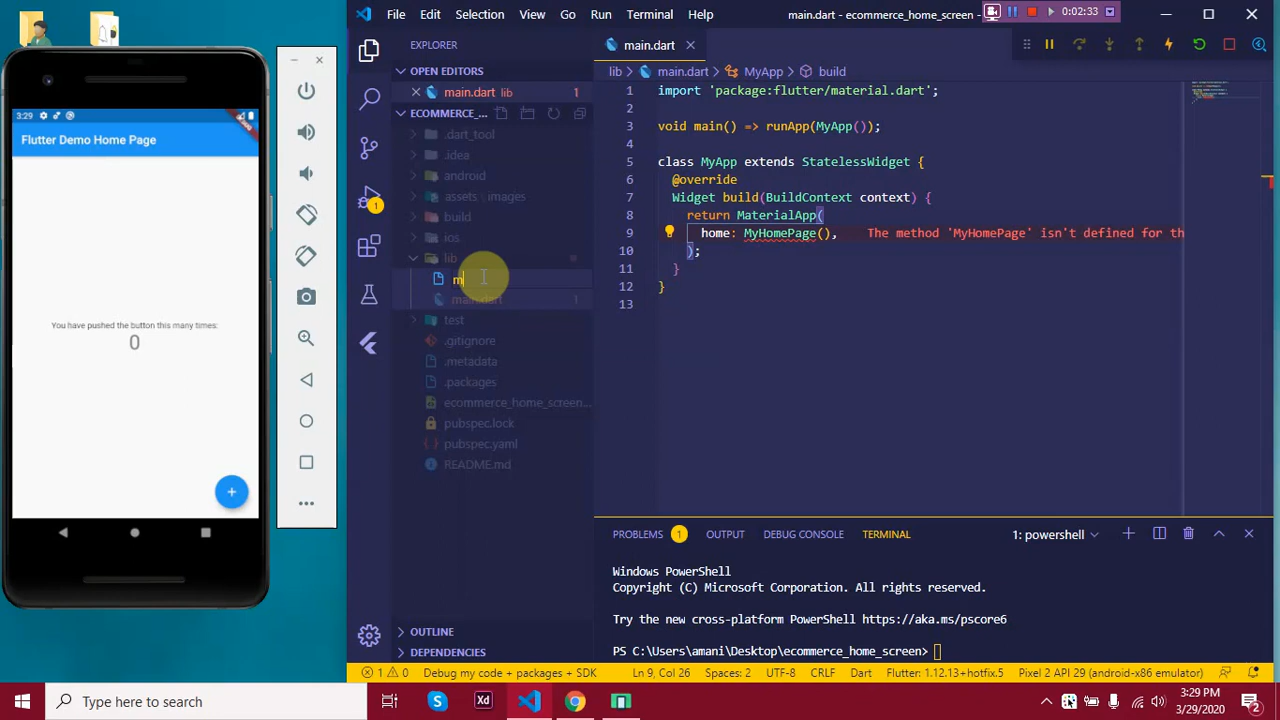 File Edit Selection View Go Run Terminal Help
main.dart - ecommerce_home_screen -
00:02:33
EXPLORER
OPEN EDITORS
main.dart lib 1
ECOMMERCE_...
.dart_tool
.idea
android
assets \ images
build
ios
lib
m
main.dart 1
test
.gitignore
.metadata
.packages
ecommerce_home_screen...
pubspec.lock
pubspec.yaml
README.md
OUTLINE
DEPENDENCIES
1
main.dart
lib > main.dart > MyApp > build
1 import 'package:flutter/material.dart';
2
3 void main() => runApp(MyApp());
4
5 class MyApp extends StatelessWidget {
6 @override
7 Widget build(BuildContext context) {
8 return MaterialApp(
9 home: MyHomePage(), The method 'MyHomePage' isn't defined for th
10 );
11 }
12 }
13
PROBLEMS 1 OUTPUT DEBUG CONSOLE TERMINAL 1: powershell
Windows PowerShell
Copyright (C) Microsoft Corporation. All rights reserved.
Try the new cross-platform PowerShell https://aka.ms/pscore6
PS C:\Users\amani\Desktop\ecommerce_home_screen>
1 0 Debug my code + packages + SDK Ln 9, Col 26 Spaces: 2 UTF-8 CRLF Dart Flutter: 1.12.13+hotfix.5 Pixel 2 API 29 (android-x86 emulator)
3:29
Flutter Demo Home Page
You have pushed the button this many times:
0
+
Type here to search
Xd
3:29 PM
3/29/2020
2